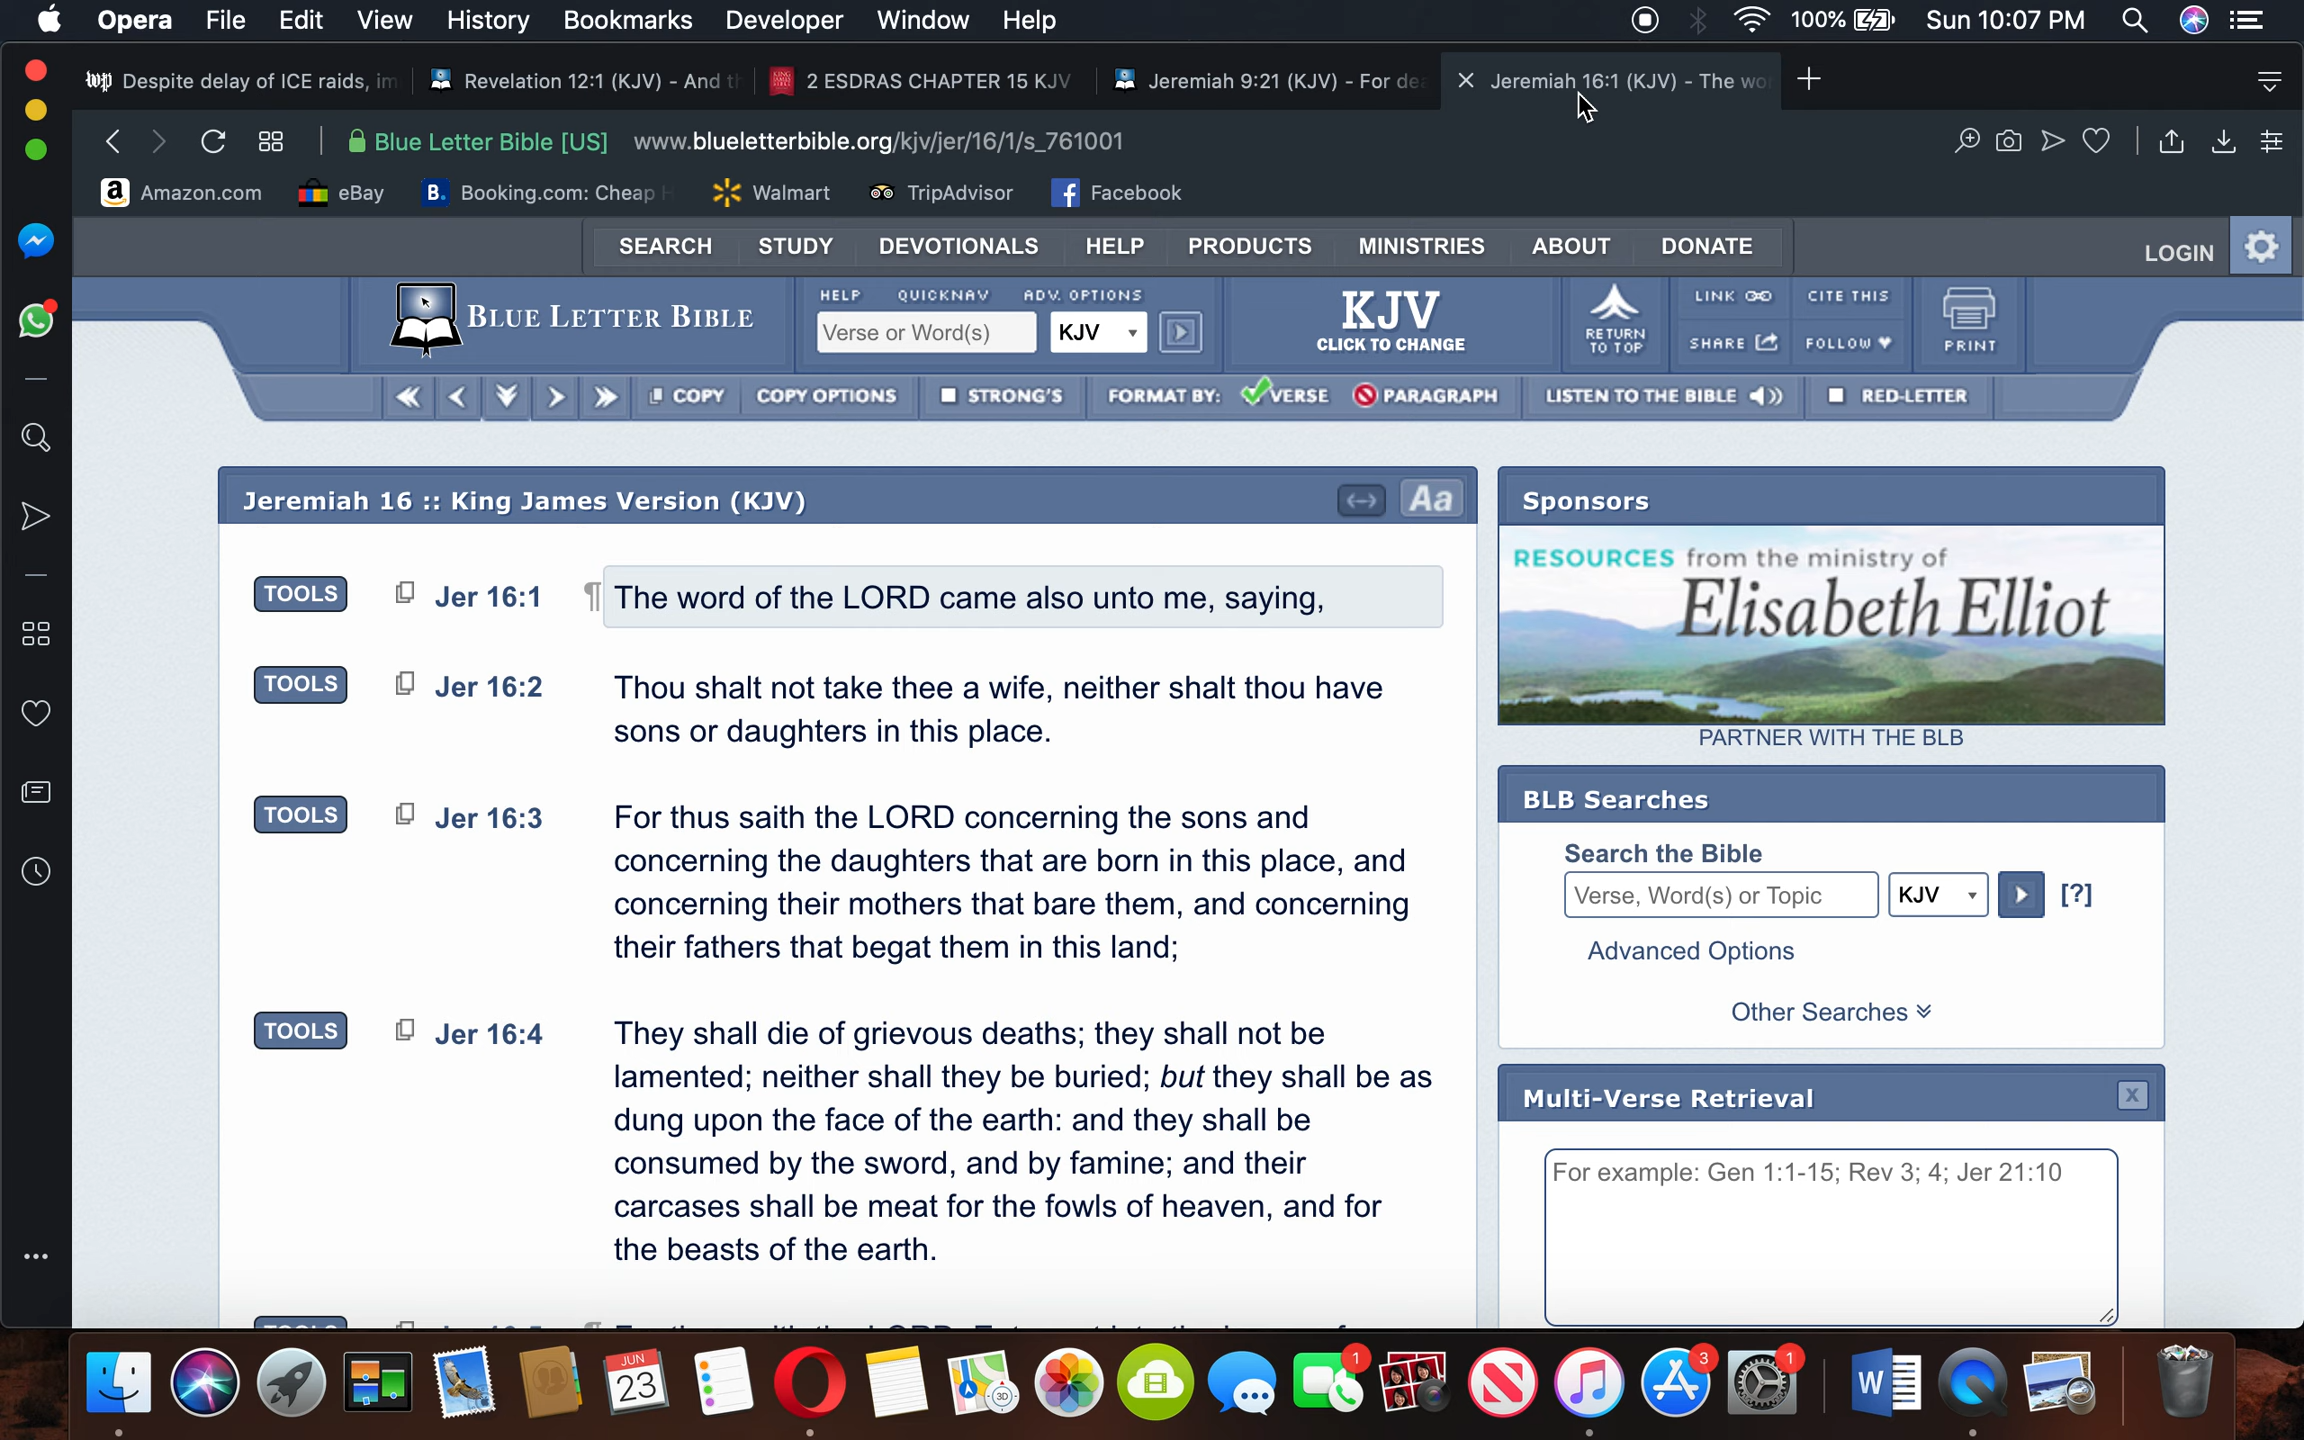 Opera File Edit View History Bookmarks Developer Window Help 100% Sun 10:07 PM
wp Despite delay of ICE raids, im
Revelation 12:1 (KJV) - And th
2 ESDRAS CHAPTER 15 KJV
Jeremiah 9:21 (KJV) - For dea
Jeremiah 16:1 (KJV) - The wo
Blue Letter Bible [US] www.blueletterbible.org/kjv/jer/16/1/s_761001
a Amazon.com eBay B. Booking.com: Cheap H Walmart TripAdvisor f Facebook
SEARCH STUDY DEVOTIONALS HELP PRODUCTS MINISTRIES ABOUT DONATE LOGIN
BLUE LETTER BIBLE
HELP QUICKNAV ADV. OPTIONS
Verse or Word(s) KJV
KJV
CLICK TO CHANGE
RETURN
TO TOP
LINK CITE THIS
SHARE FOLLOW
PRINT
COPY COPY OPTIONS STRONG'S FORMAT BY: VERSE PARAGRAPH LISTEN TO THE BIBLE RED-LETTER
Jeremiah 16 :: King James Version (KJV) Aa
TOOLS Jer 16:1 ¶ The word of the LORD came also unto me, saying,
TOOLS Jer 16:2 Thou shalt not take thee a wife, neither shalt thou have
sons or daughters in this place.
TOOLS Jer 16:3 For thus saith the LORD concerning the sons and
concerning the daughters that are born in this place, and
concerning their mothers that bare them, and concerning
their fathers that begat them in this land;
TOOLS Jer 16:4 They shall die of grievous deaths; they shall not be
lamented; neither shall they be buried; but they shall be as
dung upon the face of the earth: and they shall be
consumed by the sword, and by famine; and their
carcases shall be meat for the fowls of heaven, and for
the beasts of the earth.
Sponsors
RESOURCES from the ministry of
Elisabeth Elliot
PARTNER WITH THE BLB
BLB Searches
Search the Bible
Verse, Word(s) or Topic KJV [?]
Advanced Options
Other Searches
Multi-Verse Retrieval X
For example: Gen 1:1-15; Rev 3; 4; Jer 21:10
JUN
23
3D
1
3
1
W